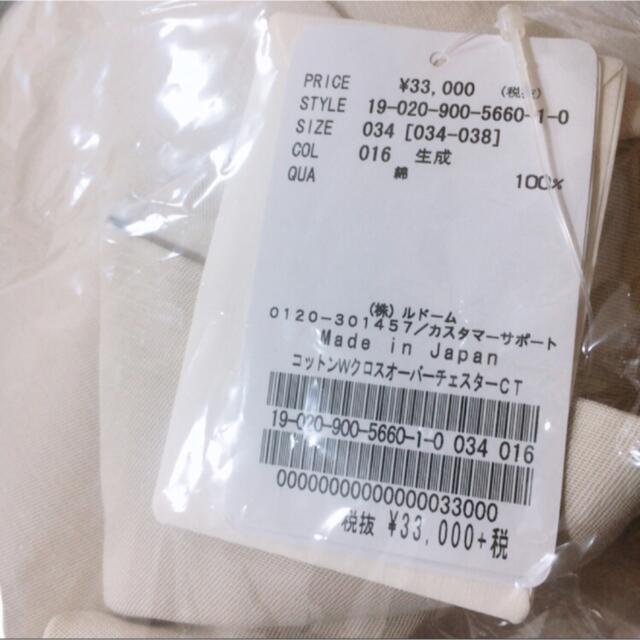 PRICE ¥33,000 (税抜)
STYLE 19-020-900-5660-1-0
SIZE 034 [034-038]
COL 016 生成
QUA 綿 100%
(株)ルドーム
0120-301457/カスタマーサポート
Made in Japan
コットンWクロスオーバーチェスターCT
19-020-900-5660-1-0 034 016
00000000000000033000
税抜 ¥33,000+税